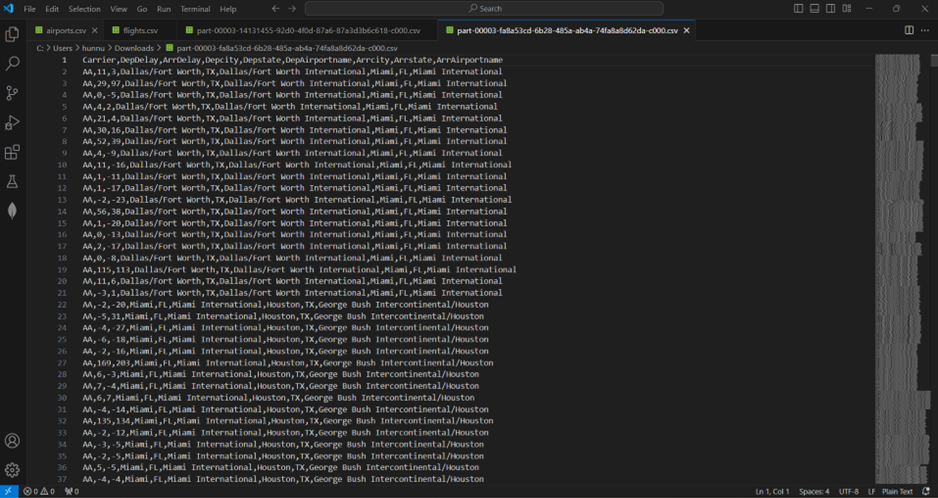 File Edit Selection View Go Run Terminal Help
Search
airports.csv flights.csv part-00003-14131455-92d0-4f0d-87a6-87a3d3b6c618-c000.csv part-00003-fa8a53cd-6b28-485a-ab4a-74fa8a8d62da-c000.csv
C: > Users > hunnu > Downloads > part-00003-fa8a53cd-6b28-485a-ab4a-74fa8a8d62da-c000.csv
1 Carrier,DepDelay,ArrDelay,Depcity,Depstate,DepAirportname,Arrcity,Arrstate,ArrAirportname
2 AA,11,3,Dallas/Fort Worth,TX,Dallas/Fort Worth International,Miami,FL,Miami International
3 AA,29,97,Dallas/Fort Worth,TX,Dallas/Fort Worth International,Miami,FL,Miami International
4 AA,0,-5,Dallas/Fort Worth,TX,Dallas/Fort Worth International,Miami,FL,Miami International
5 AA,4,2,Dallas/Fort Worth,TX,Dallas/Fort Worth International,Miami,FL,Miami International
6 AA,21,4,Dallas/Fort Worth,TX,Dallas/Fort Worth International,Miami,FL,Miami International
7 AA,30,16,Dallas/Fort Worth,TX,Dallas/Fort Worth International,Miami,FL,Miami International
8 AA,52,39,Dallas/Fort Worth,TX,Dallas/Fort Worth International,Miami,FL,Miami International
9 AA,4,-9,Dallas/Fort Worth,TX,Dallas/Fort Worth International,Miami,FL,Miami International
10 AA,11,-16,Dallas/Fort Worth,TX,Dallas/Fort Worth International,Miami,FL,Miami International
11 AA,1,-11,Dallas/Fort Worth,TX,Dallas/Fort Worth International,Miami,FL,Miami International
12 AA,1,-17,Dallas/Fort Worth,TX,Dallas/Fort Worth International,Miami,FL,Miami International
13 AA,-2,-23,Dallas/Fort Worth,TX,Dallas/Fort Worth International,Miami,FL,Miami International
14 AA,56,38,Dallas/Fort Worth,TX,Dallas/Fort Worth International,Miami,FL,Miami International
15 AA,1,-20,Dallas/Fort Worth,TX,Dallas/Fort Worth International,Miami,FL,Miami International
16 AA,0,-13,Dallas/Fort Worth,TX,Dallas/Fort Worth International,Miami,FL,Miami International
17 AA,2,-17,Dallas/Fort Worth,TX,Dallas/Fort Worth International,Miami,FL,Miami International
18 AA,0,-8,Dallas/Fort Worth,TX,Dallas/Fort Worth International,Miami,FL,Miami International
19 AA,115,113,Dallas/Fort Worth,TX,Dallas/Fort Worth International,Miami,FL,Miami International
20 AA,11,6,Dallas/Fort Worth,TX,Dallas/Fort Worth International,Miami,FL,Miami International
21 AA,-3,1,Dallas/Fort Worth,TX,Dallas/Fort Worth International,Miami,FL,Miami International
22 AA,-2,-20,Miami,FL,Miami International,Houston,TX,George Bush Intercontinental/Houston
23 AA,-5,31,Miami,FL,Miami International,Houston,TX,George Bush Intercontinental/Houston
24 AA,-4,-27,Miami,FL,Miami International,Houston,TX,George Bush Intercontinental/Houston
25 AA,-6,-18,Miami,FL,Miami International,Houston,TX,George Bush Intercontinental/Houston
26 AA,-2,-16,Miami,FL,Miami International,Houston,TX,George Bush Intercontinental/Houston
27 AA,169,203,Miami,FL,Miami International,Houston,TX,George Bush Intercontinental/Houston
28 AA,6,-3,Miami,FL,Miami International,Houston,TX,George Bush Intercontinental/Houston
29 AA,7,-4,Miami,FL,Miami International,Houston,TX,George Bush Intercontinental/Houston
30 AA,6,7,Miami,FL,Miami International,Houston,TX,George Bush Intercontinental/Houston
31 AA,-4,-14,Miami,FL,Miami International,Houston,TX,George Bush Intercontinental/Houston
32 AA,135,134,Miami,FL,Miami International,Houston,TX,George Bush Intercontinental/Houston
33 AA,-2,-12,Miami,FL,Miami International,Houston,TX,George Bush Intercontinental/Houston
34 AA,-3,-5,Miami,FL,Miami International,Houston,TX,George Bush Intercontinental/Houston
35 AA,-2,-5,Miami,FL,Miami International,Houston,TX,George Bush Intercontinental/Houston
36 AA,5,-5,Miami,FL,Miami International,Houston,TX,George Bush Intercontinental/Houston
37 AA,-4,-4,Miami,FL,Miami International,Houston,TX,George Bush Intercontinental/Houston
0 0 0 Ln 1, Col 1 Spaces: 4 UTF-8 LF Plain Text